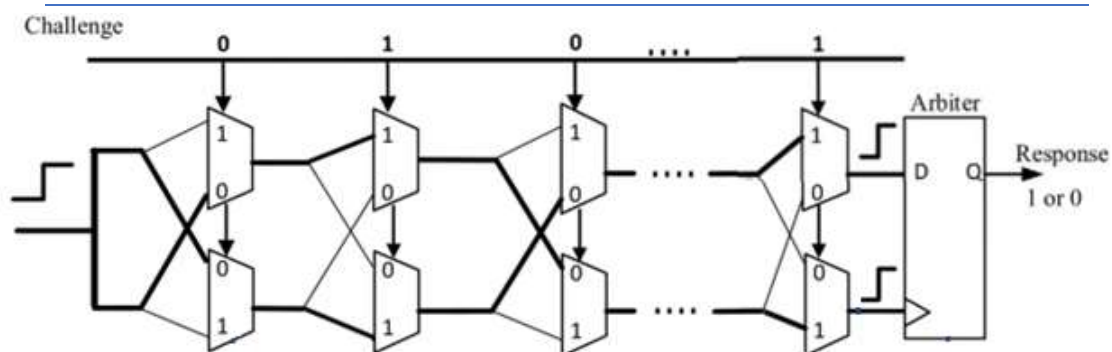 Challenge
0 1 0 .... 1
Arbiter
1 1 1 1
D Q
Response
0 0 0 0
1 or 0
0 0 0 0
.... 
1 1 1 1
....